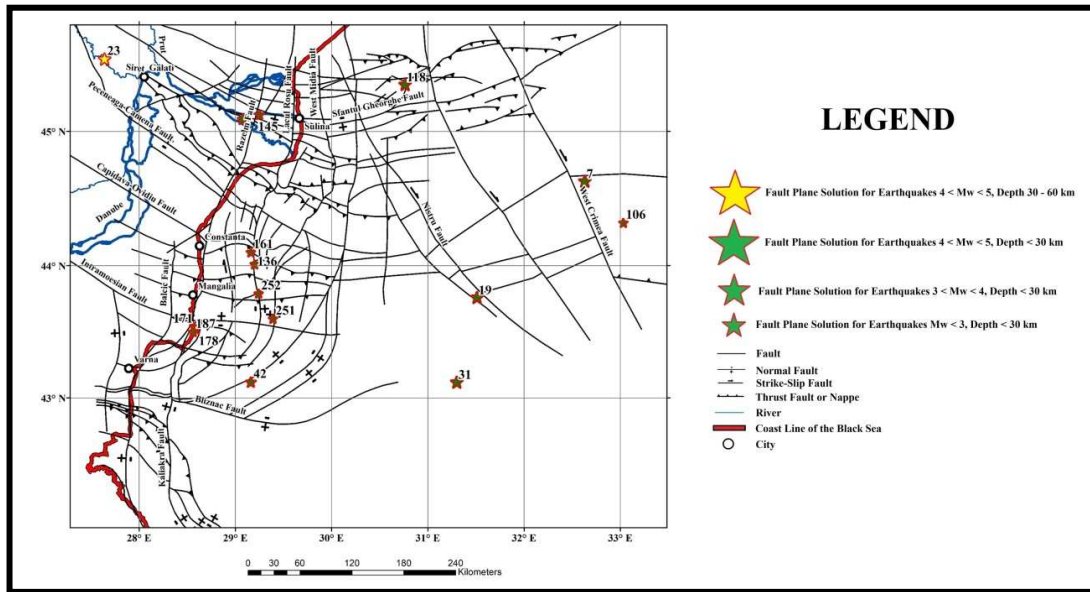 23
Prut
Siret
Galati
Pecencaga-Camena Fault
Lacul Rosu Fault
West Midia Fault
118
Sfantul Gheorghe Fault
45° N
Razelm Fault
145
Sulina
Capidava-Ovidiu Fault
7
Nistru Fault
West Crimea Fault
106
Danube
Constanta
161
136
44° N
Intramoesian Fault
Balcic Fault
Mangalia
252
19
251
171
187
178
Varna
42
31
43° N
Bliznac Fault
Kaliakra Fault
28° E
29° E
30° E
31° E
32° E
33° E
0 30 60 120 180 240
Kilometers
LEGEND
Fault Plane Solution for Earthquakes 4 < Mw < 5, Depth 30 - 60 km
Fault Plane Solution for Earthquakes 4 < Mw < 5, Depth < 30 km
Fault Plane Solution for Earthquakes 3 < Mw < 4, Depth < 30 km
Fault Plane Solution for Earthquakes Mw < 3, Depth < 30 km
Fault
Normal Fault
Strike-Slip Fault
Thrust Fault or Nappe
River
Coast Line of the Black Sea
City